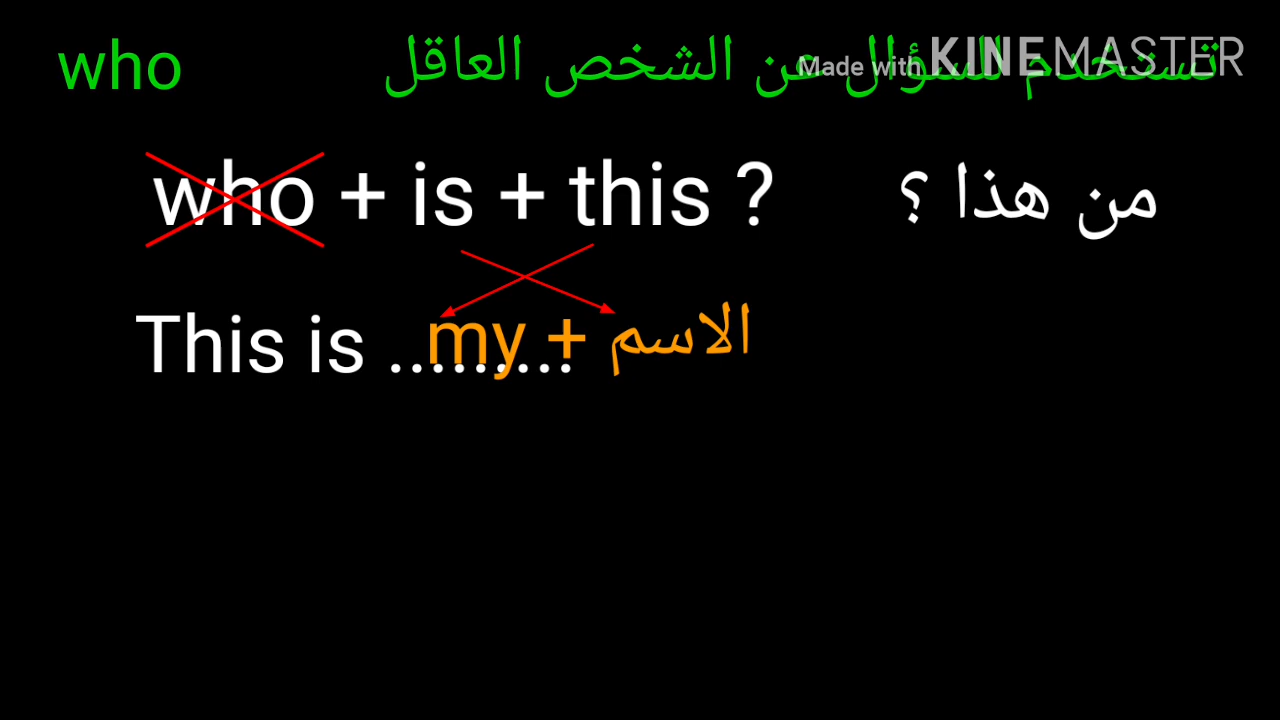 who تستخدم للسؤال عن الشخص العاقل
Made with KINEMASTER
who + is + this ? من هذا ؟
This is ......... my + الاسم